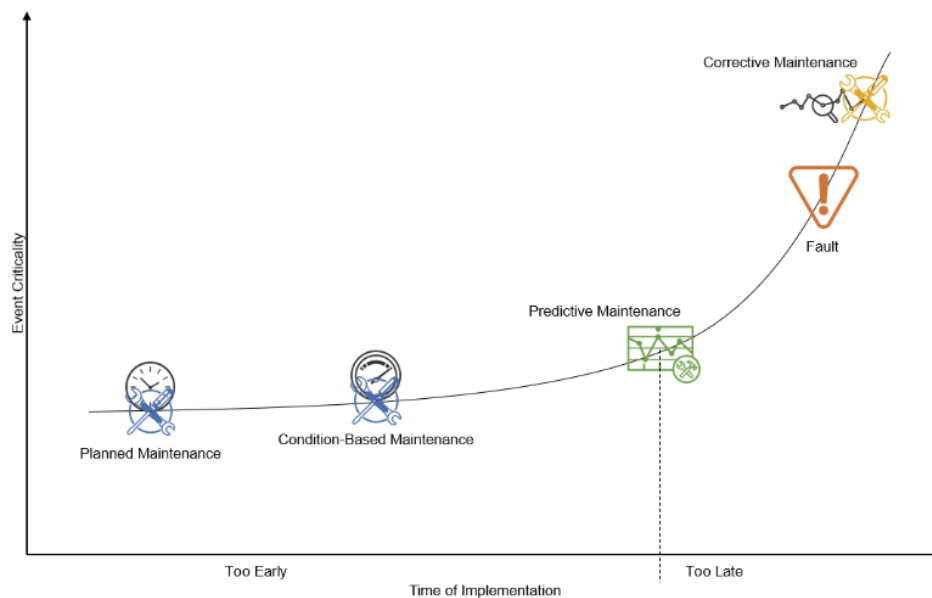 Corrective Maintenance
Fault
Predictive Maintenance
Condition-Based Maintenance
Planned Maintenance
Event Criticality
Too Early
Too Late
Time of Implementation